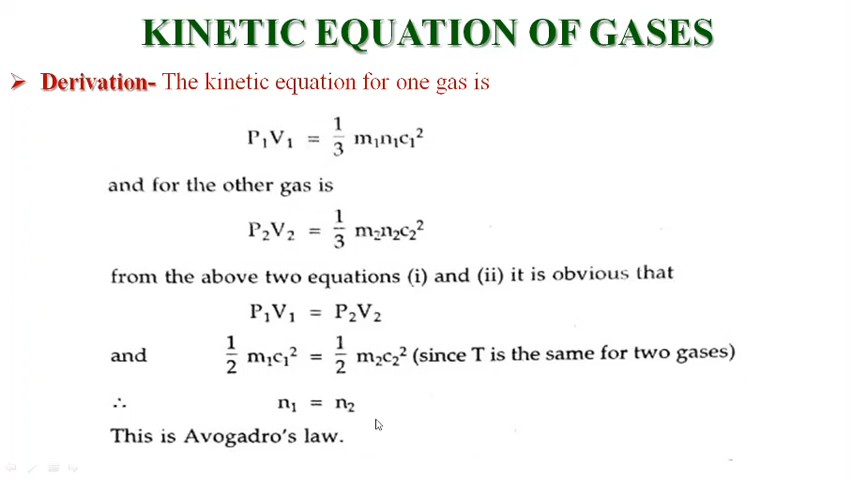 KINETIC EQUATION OF GASES
➢ Derivation- The kinetic equation for one gas is
P₁V₁ = 1/3 m₁n₁c₁²
and for the other gas is
P₂V₂ = 1/3 m₂n₂c₂²
from the above two equations (i) and (ii) it is obvious that
P₁V₁ = P₂V₂
and 1/2 m₁c₁² = 1/2 m₂c₂² (since T is the same for two gases)
∴ n₁ = n₂
This is Avogadro's law.